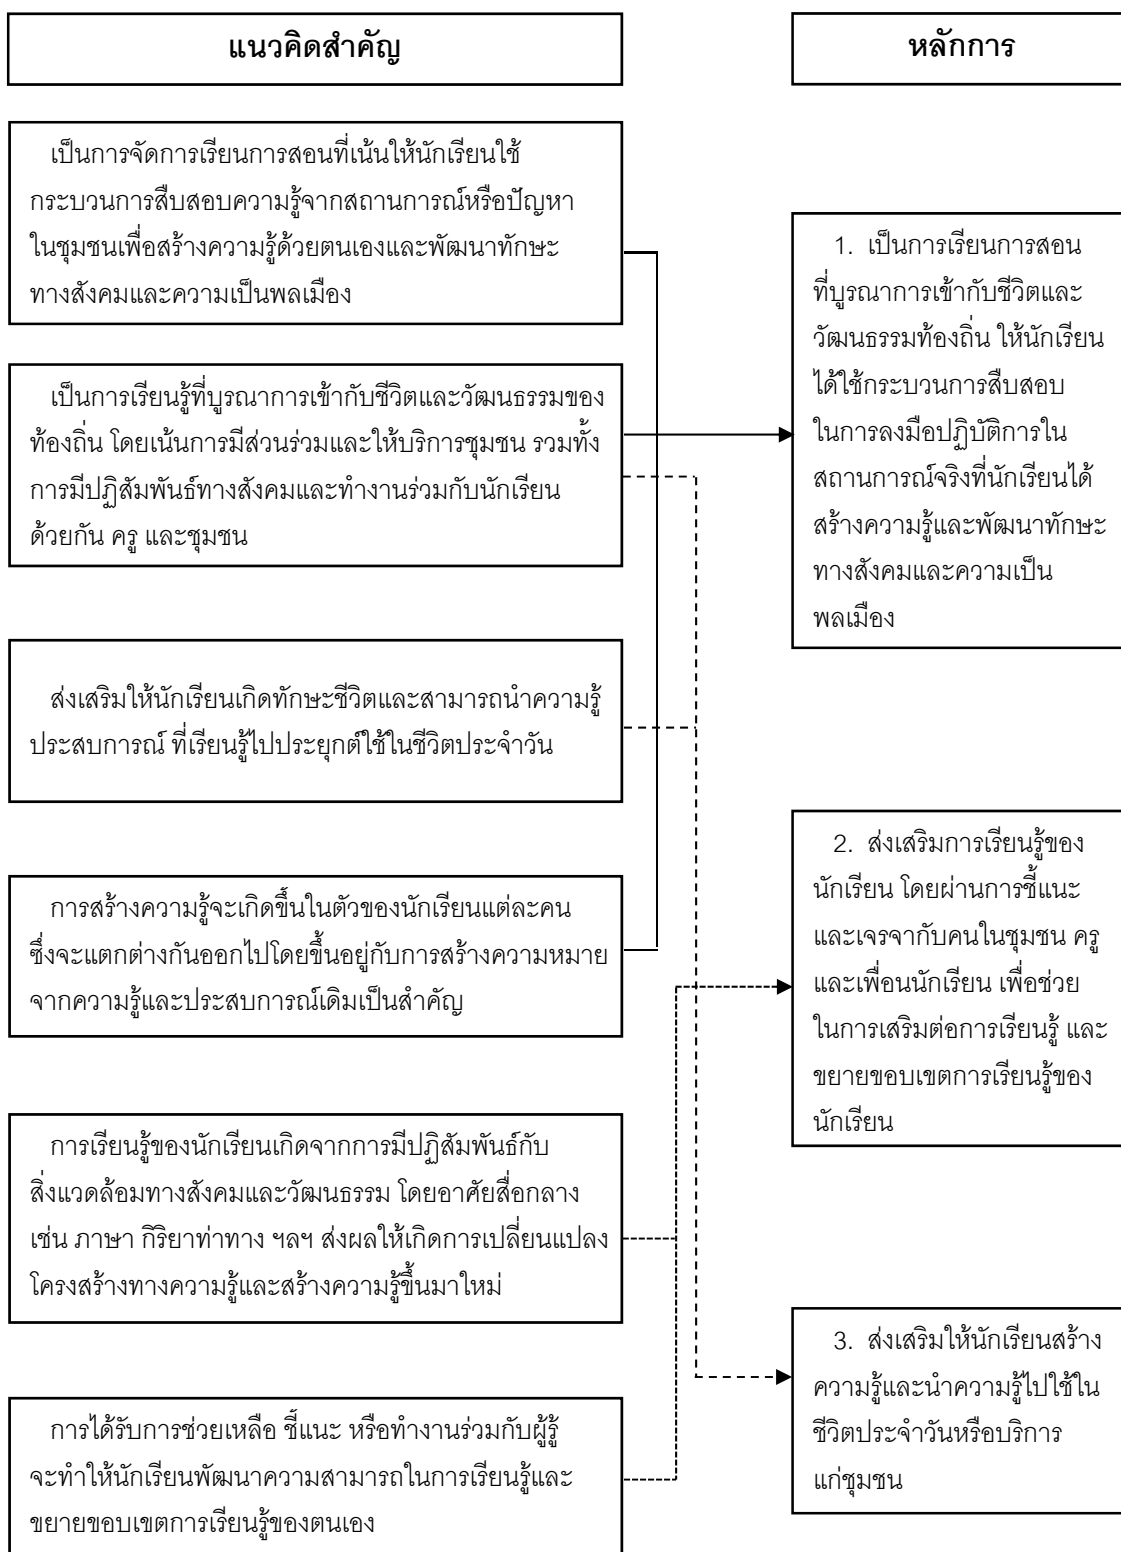 แนวคิดสำคัญ
เป็นการจัดการเรียนการสอนที่เน้นให้นักเรียนใช้
กระบวนการสืบสอบความรู้จากสถานการณ์หรือปัญหา
ในชุมชนเพื่อสร้างความรู้ด้วยตนเองและพัฒนาทักษะ
ทางสังคมและความเป็นพลเมือง
เป็นการเรียนรู้ที่บูรณาการเข้ากับชีวิตและวัฒนธรรมของ
ท้องถิ่น โดยเน้นการมีส่วนร่วมและให้บริการชุมชน รวมทั้ง
การมีปฏิสัมพันธ์ทางสังคมและทำงานร่วมกับนักเรียน
ด้วยกัน ครู และชุมชน
ส่งเสริมให้นักเรียนเกิดทักษะชีวิตและสามารถนำความรู้
ประสบการณ์ ที่เรียนรู้ไปประยุกต์ใช้ในชีวิตประจำวัน
การสร้างความรู้จะเกิดขึ้นในตัวของนักเรียนแต่ละคน
ซึ่งจะแตกต่างกันออกไปโดยขึ้นอยู่กับการสร้างความหมาย
จากความรู้และประสบการณ์เดิมเป็นสำคัญ
การเรียนรู้ของนักเรียนเกิดจากการมีปฏิสัมพันธ์กับ
สิ่งแวดล้อมทางสังคมและวัฒนธรรม โดยอาศัยสื่อกลาง
เช่น ภาษา กิริยาท่าทาง ฯลฯ ส่งผลให้เกิดการเปลี่ยนแปลง
โครงสร้างทางความรู้และสร้างความรู้ขึ้นมาใหม่
การได้รับการช่วยเหลือ ชี้แนะ หรือทำงานร่วมกับผู้รู้
จะทำให้นักเรียนพัฒนาความสามารถในการเรียนรู้และ
ขยายขอบเขตการเรียนรู้ของตนเอง
หลักการ
1. เป็นการเรียนการสอน
ที่บูรณาการเข้ากับชีวิตและ
วัฒนธรรมท้องถิ่น ให้นักเรียน
ได้ใช้กระบวนการสืบสอบ
ในการลงมือปฏิบัติการใน
สถานการณ์จริงที่นักเรียนได้
สร้างความรู้และพัฒนาทักษะ
ทางสังคมและความเป็น
พลเมือง
2. ส่งเสริมการเรียนรู้ของ
นักเรียน โดยผ่านการชี้แนะ
และเจรจากับคนในชุมชน ครู
และเพื่อนนักเรียน เพื่อช่วย
ในการเสริมต่อการเรียนรู้ และ
ขยายขอบเขตการเรียนรู้ของ
นักเรียน
3. ส่งเสริมให้นักเรียนสร้าง
ความรู้และนำความรู้ไปใช้ใน
ชีวิตประจำวันหรือบริการ
แก่ชุมชน